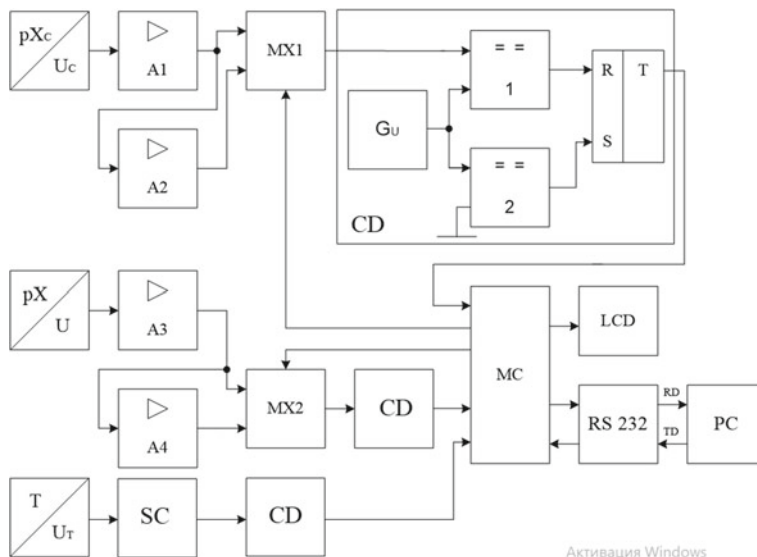 pXC
UC
A1
MX1
= =
1
R
T
A2
GU
S
= =
2
CD
pX
U
A3
MC
LCD
A4
MX2
CD
RS 232
RD
TD
PC
T
UT
SC
CD
Активация Windows